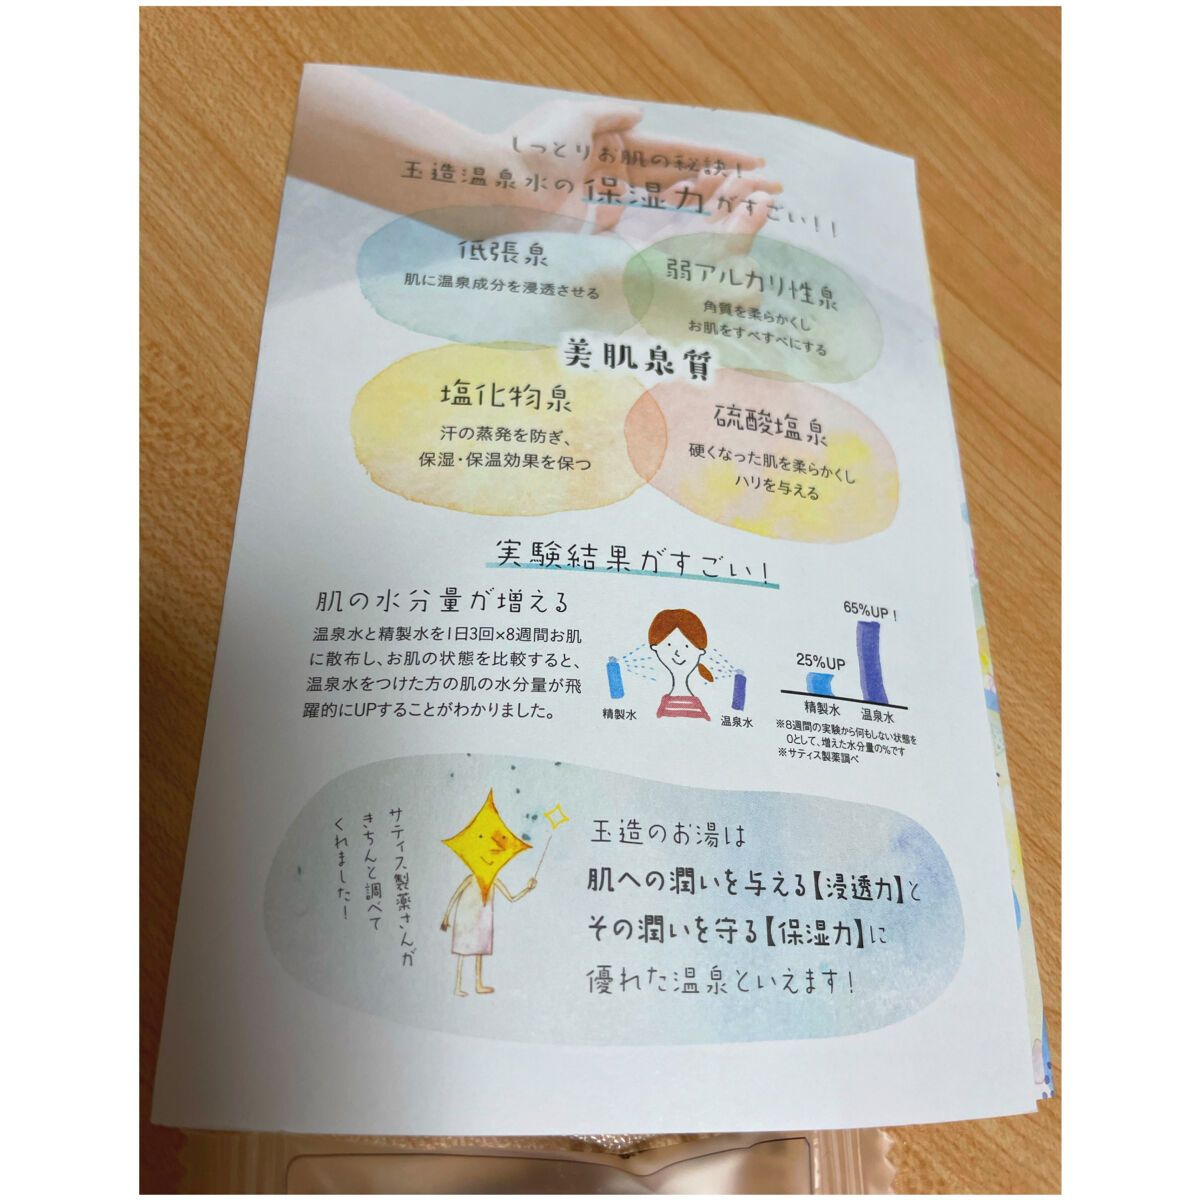 しっとりお肌の秘訣！
玉造温泉水の保湿力がすごい！！
低張泉
肌に温泉成分を浸透させる
弱アルカリ性泉
角質を柔らかくし
お肌をすべすべにする
美肌泉質
塩化物泉
汗の蒸発を防ぎ、
保湿・保温効果を保つ
硫酸塩泉
硬くなった肌を柔らかくし
ハリを与える
実験結果がすごい！
肌の水分量が増える
温泉水と精製水を1日3回×8週間お肌
に散布し、お肌の状態を比較すると、
温泉水をつけた方の肌の水分量が飛
躍的にUPすることがわかりました。
精製水
温泉水
65%UP！
25%UP
精製水
温泉水
※8週間の実験から何もしない状態を
0として、増えた水分量の%です
※サティス製薬調べ
サティス製薬さんが
きちんと調べて
くれました！
玉造のお湯は
肌への潤いを与える【浸透力】と
その潤いを守る【保湿力】に
優れた温泉といえます！